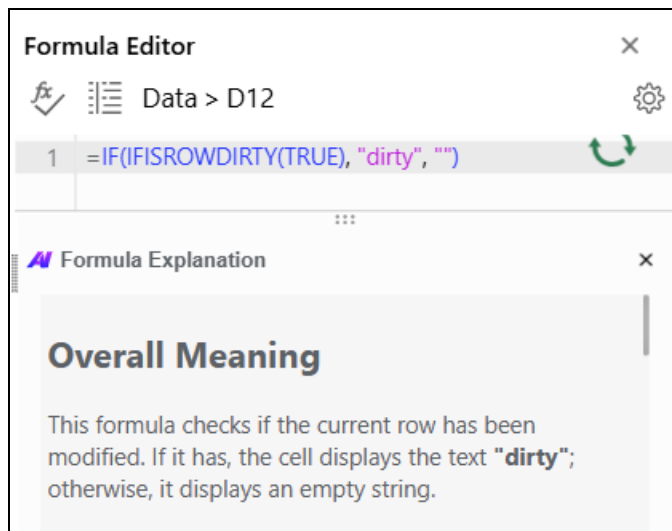 Formula Editor
fx
Data > D12
1 =IF(IFISROWDIRTY(TRUE), "dirty", "")
AI Formula Explanation
Overall Meaning
This formula checks if the current row has been
modified. If it has, the cell displays the text "dirty";
otherwise, it displays an empty string.